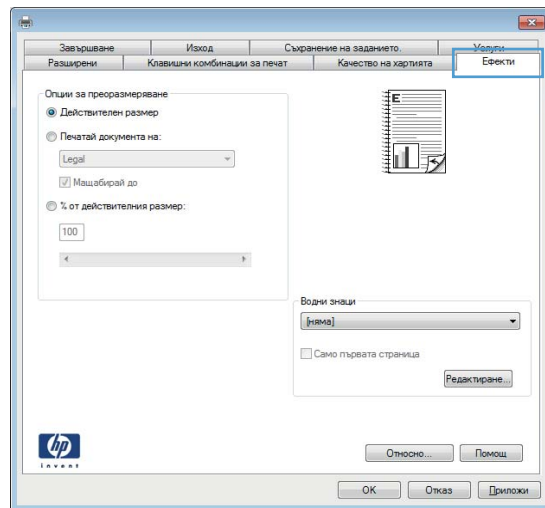 Завършване Изход Съхранение на заданието. Услуги
Разширени Клавишни комбинации за печат Качество на хартията Ефекти
Опции за преоразмеряване
Действителен размер
Печатай документа на:
Legal
Мащабирай до
% от действителния размер:
100
E
Водни знаци
[няма]
Само първата страница
Редактиране...
hp
invent
Относно... Помощ
OK Отказ Приложи